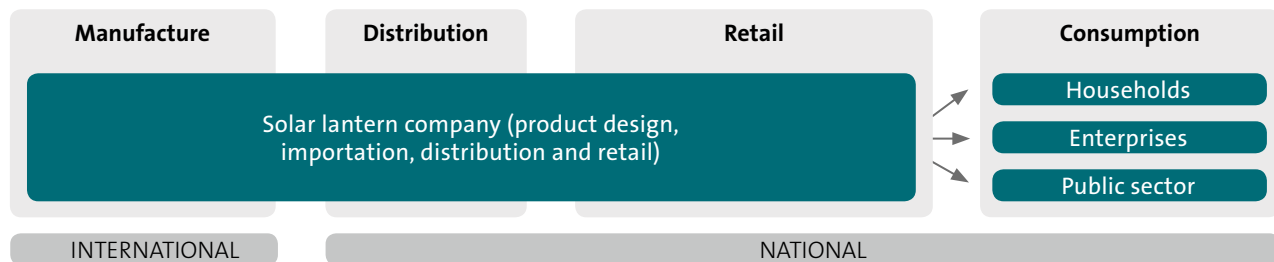 Manufacture
Distribution
Retail
Consumption
Solar lantern company (product design,
importation, distribution and retail)
Households
Enterprises
Public sector
INTERNATIONAL
NATIONAL